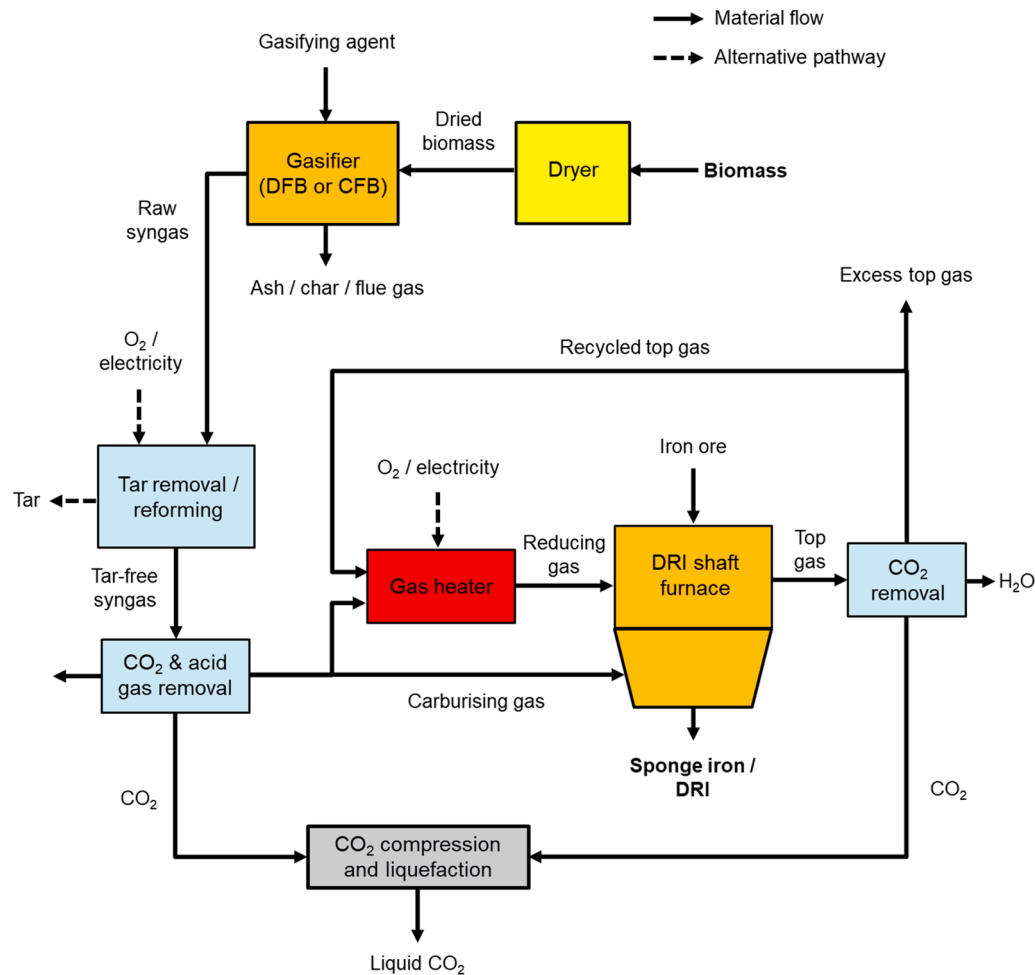 Material flow
Alternative pathway
Gasifying agent
Dried
biomass
Gasifier
(DFB or CFB)
Dryer
Biomass
Raw
syngas
Ash / char / flue gas
Excess top gas
O₂ /
electricity
Recycled top gas
Iron ore
O₂ / electricity
Tar
Tar removal /
reforming
Reducing
gas
DRI shaft
furnace
Top
gas
Gas heater
CO₂
removal
H₂O
Tar-free
syngas
CO₂ & acid
gas removal
Carburising gas
Sponge iron /
DRI
CO₂
CO₂
CO₂ compression
and liquefaction
Liquid CO₂